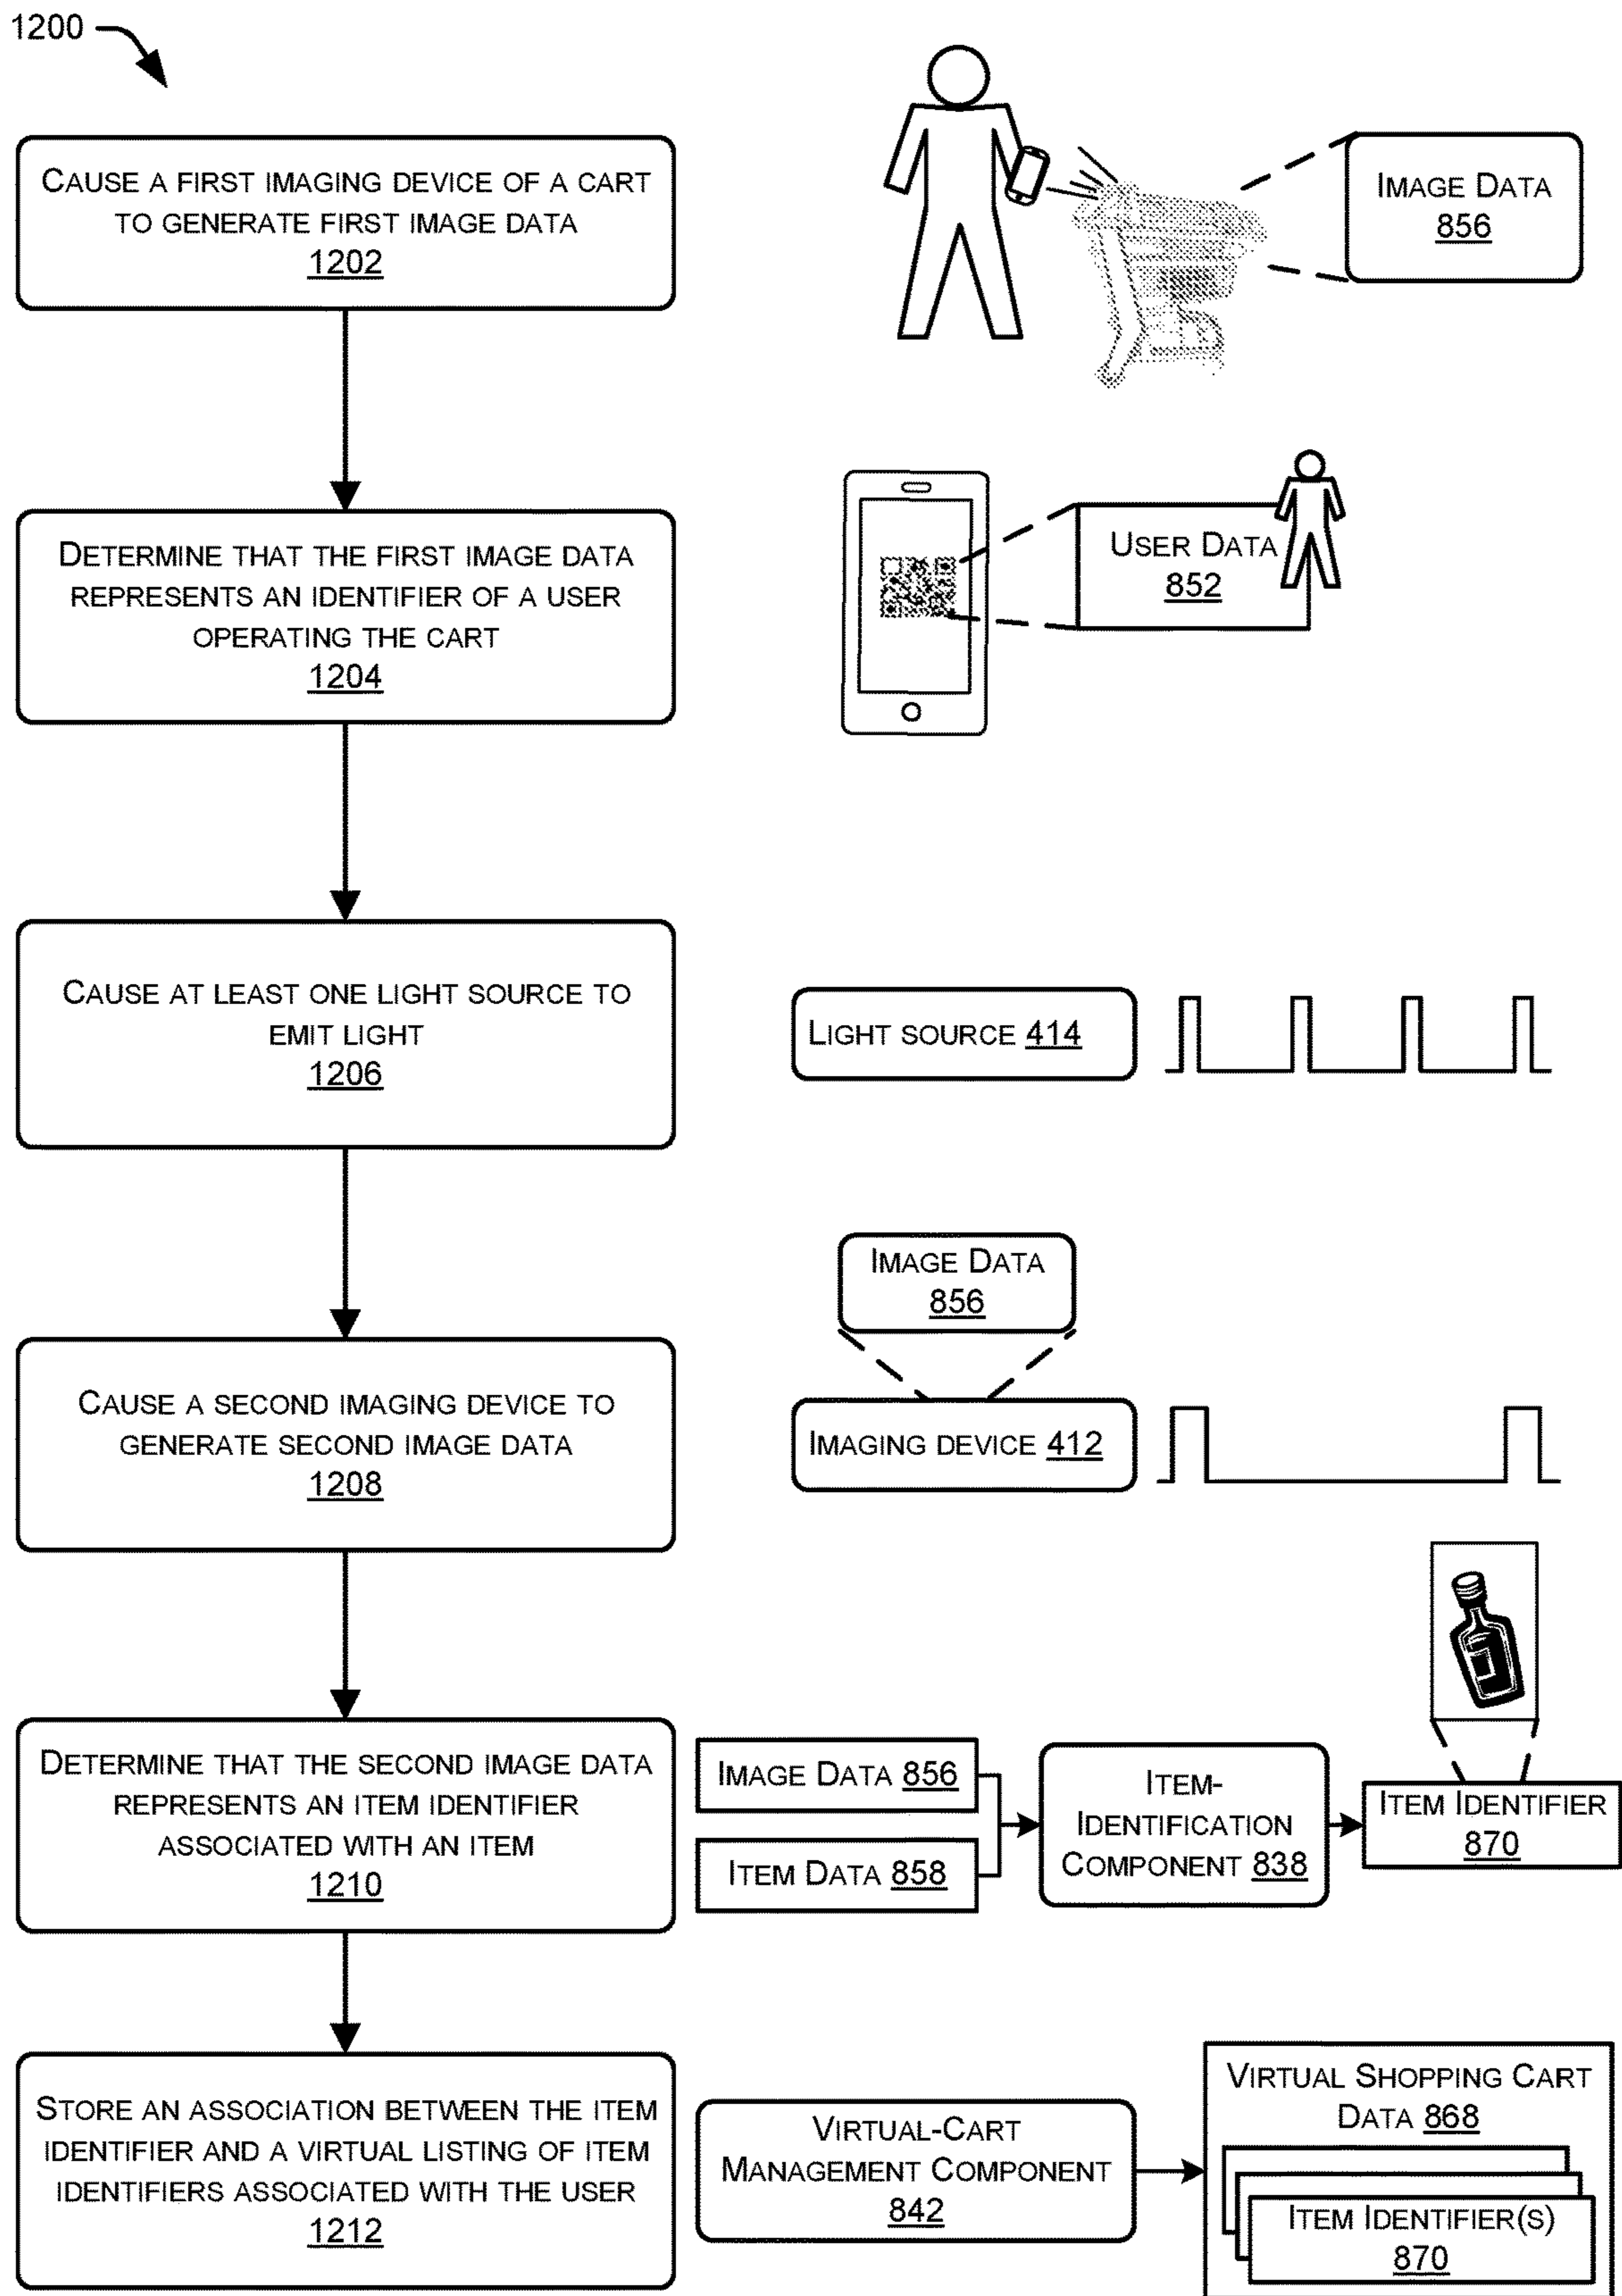 1200
CAUSE A FIRST IMAGING DEVICE OF A CART
TO GENERATE FIRST IMAGE DATA
1202
IMAGE DATA
856
DETERMINE THAT THE FIRST IMAGE DATA
REPRESENTS AN IDENTIFIER OF A USER
OPERATING THE CART
1204
USER DATA
852
CAUSE AT LEAST ONE LIGHT SOURCE TO
EMIT LIGHT
1206
LIGHT SOURCE 414
CAUSE A SECOND IMAGING DEVICE TO
GENERATE SECOND IMAGE DATA
1208
IMAGE DATA
856
IMAGING DEVICE 412
DETERMINE THAT THE SECOND IMAGE DATA
REPRESENTS AN ITEM IDENTIFIER
ASSOCIATED WITH AN ITEM
1210
IMAGE DATA 856
ITEM DATA 858
ITEM-
IDENTIFICATION
COMPONENT 838
ITEM IDENTIFIER
870
STORE AN ASSOCIATION BETWEEN THE ITEM
IDENTIFIER AND A VIRTUAL LISTING OF ITEM
IDENTIFIERS ASSOCIATED WITH THE USER
1212
VIRTUAL-CART
MANAGEMENT COMPONENT
842
VIRTUAL SHOPPING CART
DATA 868
ITEM IDENTIFIER(S)
870